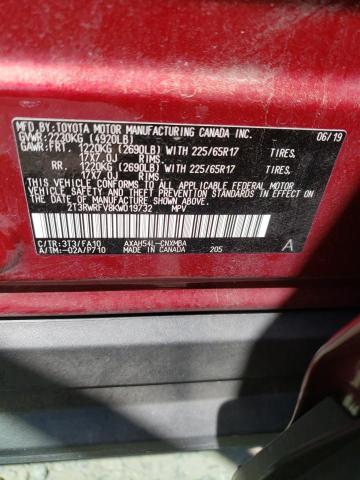 MFD.BY:TOYOTA MOTOR MANUFACTURING CANADA INC. 06/19
GVWR:2230KG (4920LB)
GAWR:FRT. 1220KG (2690LB) WITH 225/65R17 TIRES,
17X7.0J RIMS.
RR. 1220KG (2690LB) WITH 225/65R17 TIRES,
17X7.0J RIMS
THIS VEHICLE CONFORMS TO ALL APPLICABLE FEDERAL MOTOR
VEHICLE SAFETY STANDARDS IN EFFECT ON THE
DATE OF MANUFACTURE SHOWN ABOVE.
2T3RWRFV8KW019732 MPV
C/TR:3T3/FA10 AXAH54L-CNXMBA A
A/TM:-02A/P710 MADE IN CANADA 205